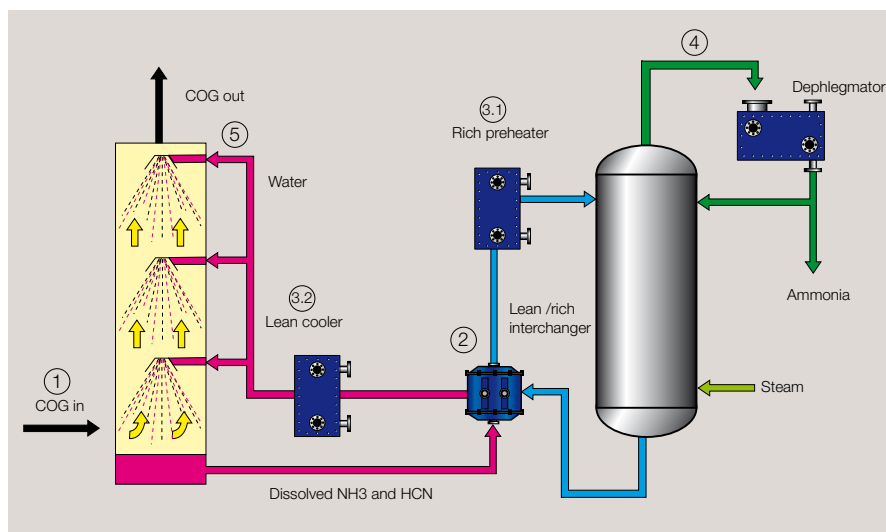 4
Dephlegmator
COG out
3.1
Rich preheater
5
Water
Ammonia
3.2
Lean cooler
Lean /rich
interchanger
2
1
COG in
Steam
Dissolved NH3 and HCN